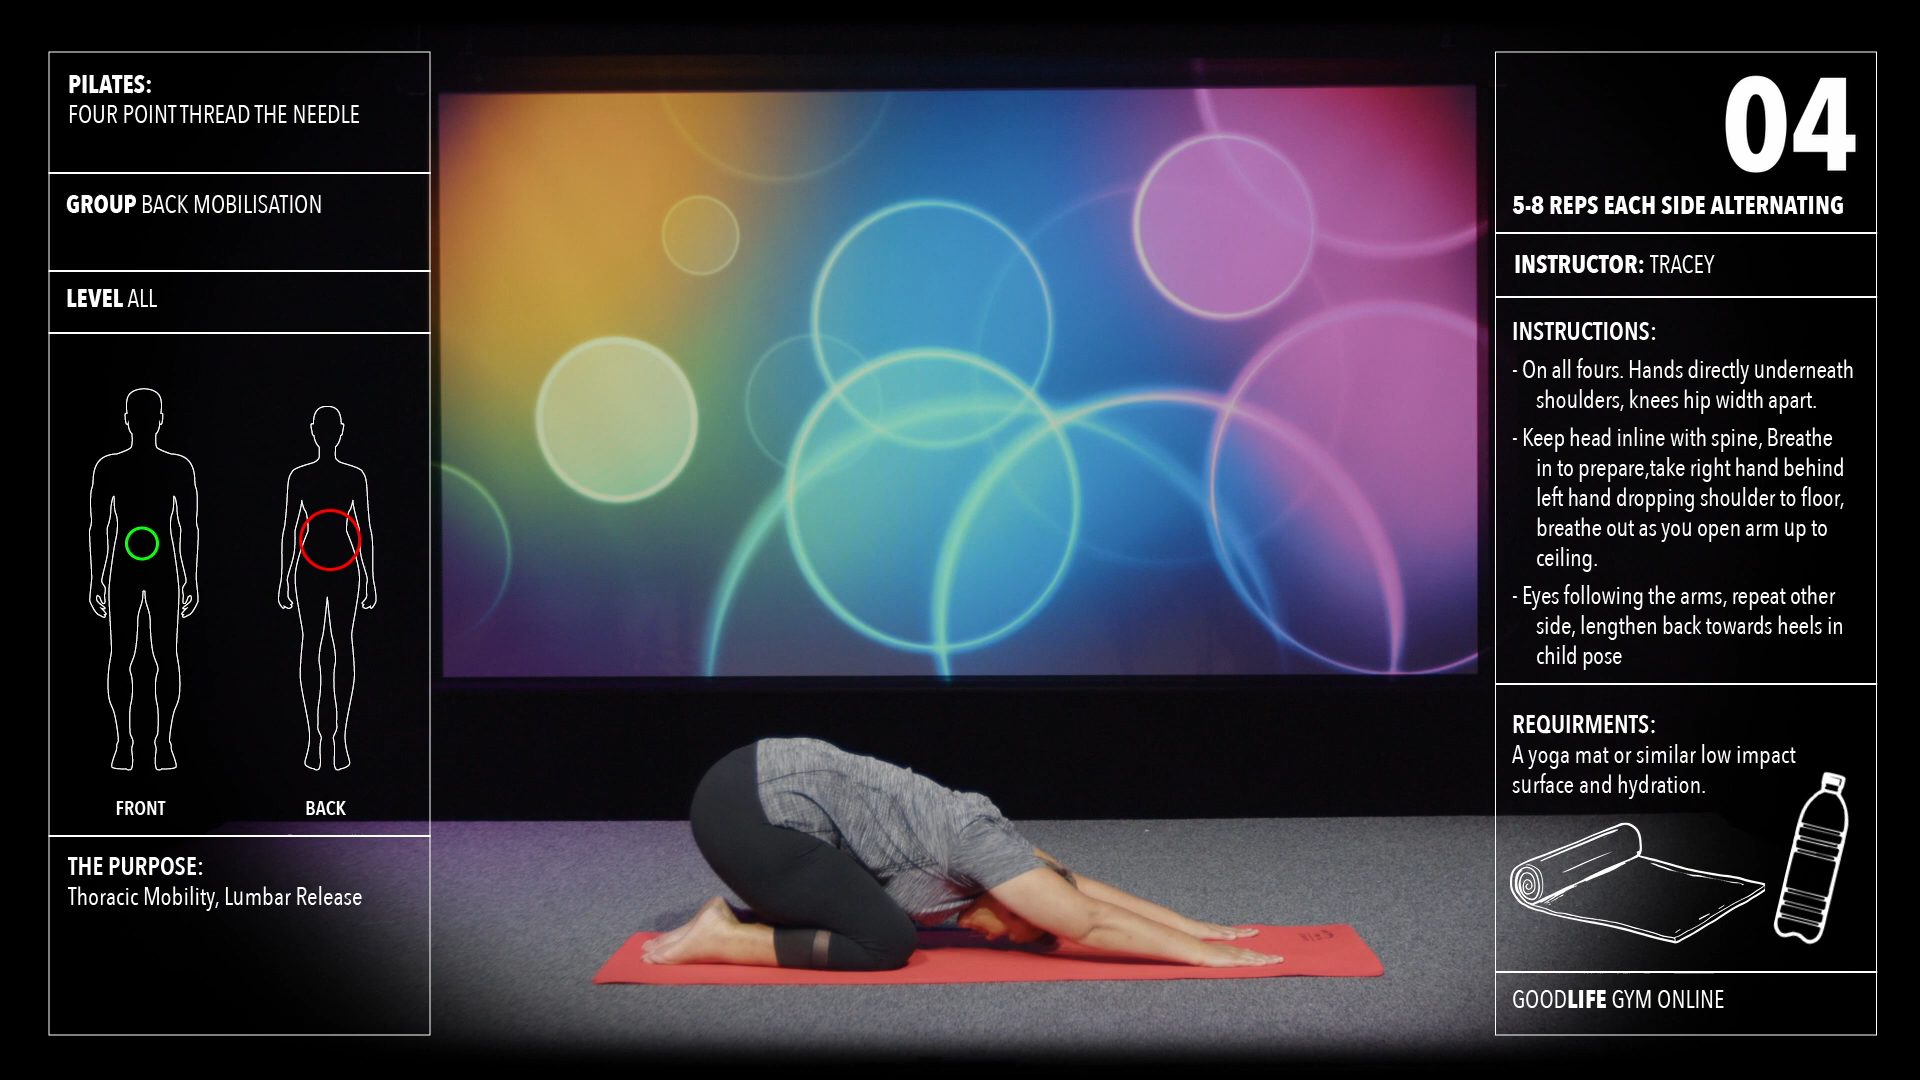 PILATES:
FOUR POINT THREAD THE NEEDLE
GROUP BACK MOBILISATION
LEVEL ALL
FRONT
BACK
THE PURPOSE:
Thoracic Mobility, Lumbar Release
04
5-8 REPS EACH SIDE ALTERNATING
INSTRUCTOR: TRACEY
INSTRUCTIONS:
- On all fours. Hands directly underneath
shoulders, knees hip width apart.
- Keep head inline with spine, Breathe
in to prepare,take right hand behind
left hand dropping shoulder to floor,
breathe out as you open arm up to
ceiling.
- Eyes following the arms, repeat other
side, lengthen back towards heels in
child pose
REQUIRMENTS:
A yoga mat or similar low impact
surface and hydration.
GOODLIFE GYM ONLINE